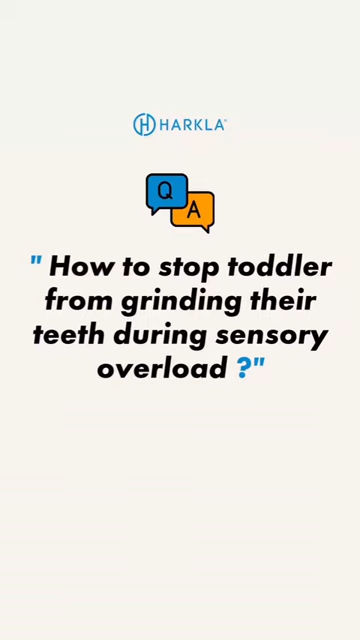 HARKLA
Q
A
" How to stop toddler
from grinding their
teeth during sensory
overload ?"